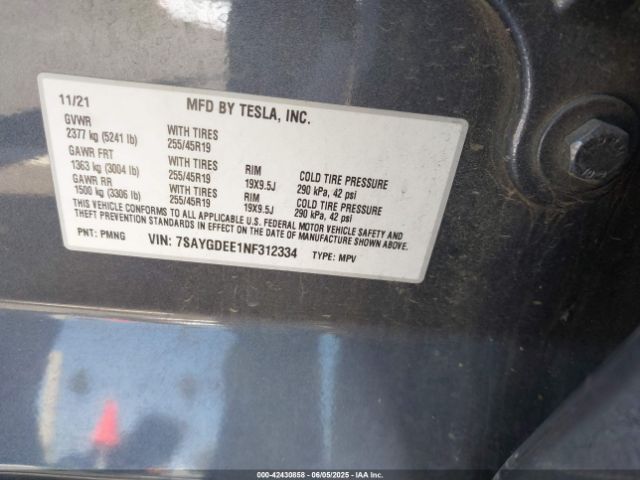 11/21 MFD BY TESLA, INC.
GVWR
2377 kg (5241 lb) WITH TIRES 255/45R19
GAWR FRT
1363 kg (3004 lb) WITH TIRES 255/45R19 RIM 19X9.5J COLD TIRE PRESSURE 290 kPa, 42 psi
GAWR RR
1500 kg (3306 lb) WITH TIRES 255/45R19 RIM 19X9.5J COLD TIRE PRESSURE 290 kPa, 42 psi
THIS VEHICLE CONFORMS TO ALL APPLICABLE U.S. FEDERAL MOTOR VEHICLE SAFETY AND
THEFT PREVENTION STANDARDS IN EFFECT ON THE DATE OF MANUFACTURE SHOWN ABOVE.
PNT: PMNG VIN: 7SAYGDEE1NF312334 TYPE: MPV
000-42430858 | 06/05/2025 | IAA Inc.